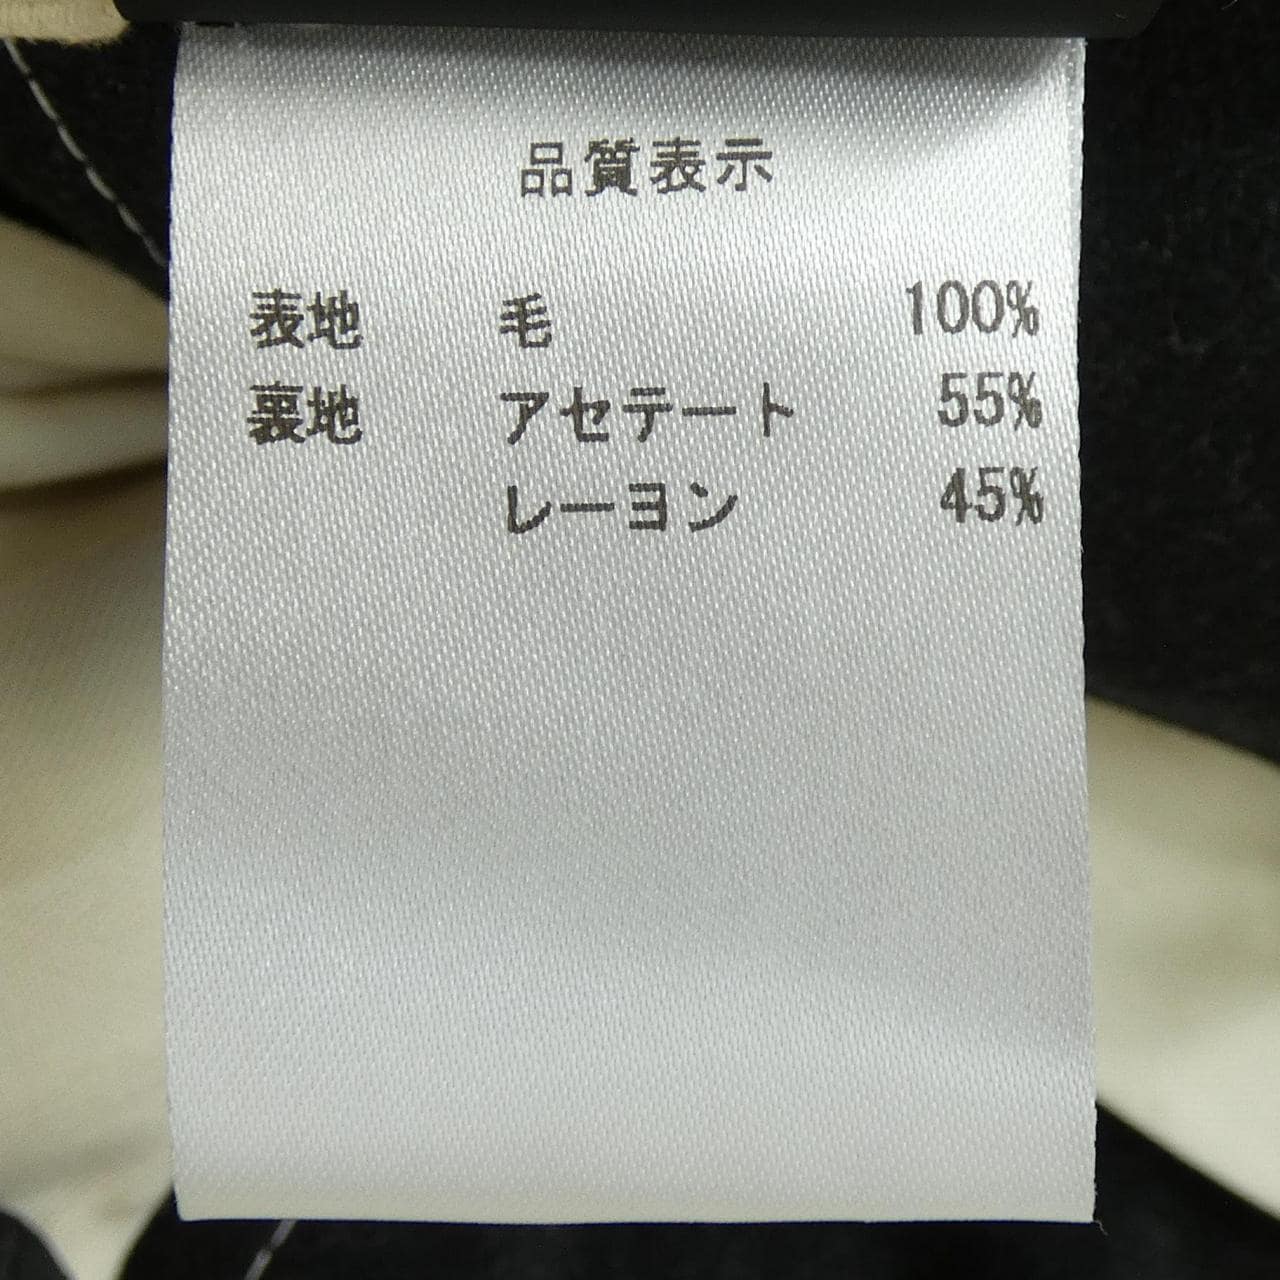 品質表示
表地 毛 100%
裏地 アセテート 55%
レーヨン 45%